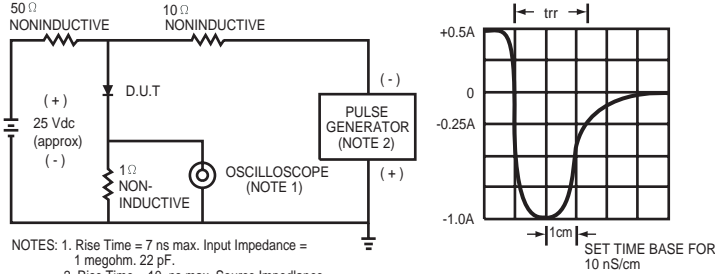 50 Ω
NONINDUCTIVE
10 Ω
NONINDUCTIVE
( + )
25 Vdc
(approx)
( - )
D.U.T
1Ω
NON-
INDUCTIVE
OSCILLOSCOPE
(NOTE 1)
( - )
PULSE
GENERATOR
(NOTE 2)
( + )
NOTES: 1. Rise Time = 7 ns max. Input Impedance =
1 megohm. 22 pF.
trr
+0.5A
0
-0.25A
-1.0A
1cm
SET TIME BASE FOR
10 nS/cm